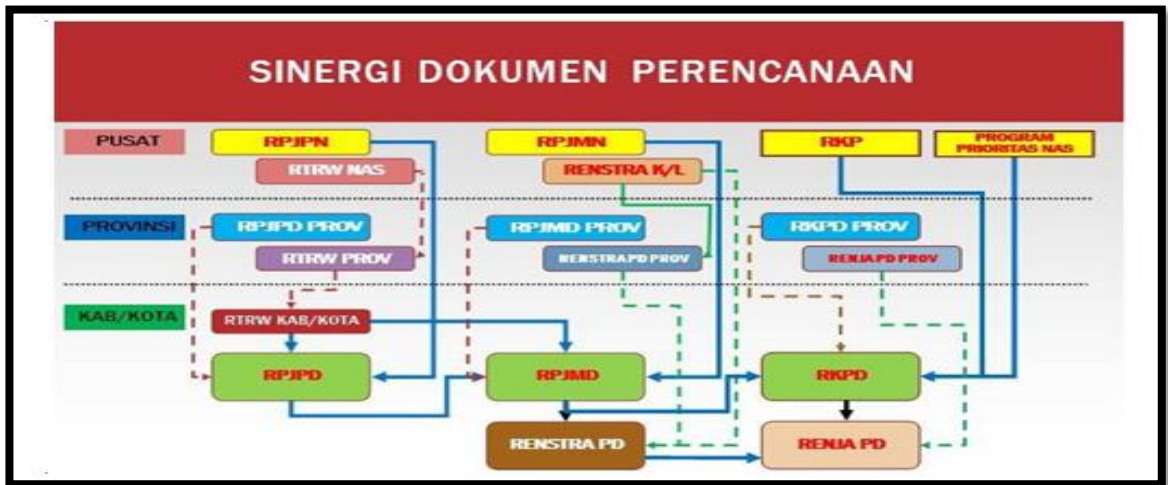 SINERGI DOKUMEN PERENCANAAN
PUSAT
RPJPN
RPJMN
RKP
PROGRAM
PRIORITAS NAS
RTRW NAS
RENSTRA K/L
PROVINSI
RPJPD PROV
RPJMD PROV
RKPD PROV
RTRW PROV
RENSTRA PD PROV
RENJA PD PROV
KAB/KOTA
RTRW KAB/KOTA
RPJPD
RPJMD
RKPD
RENSTRA PD
RENJA PD